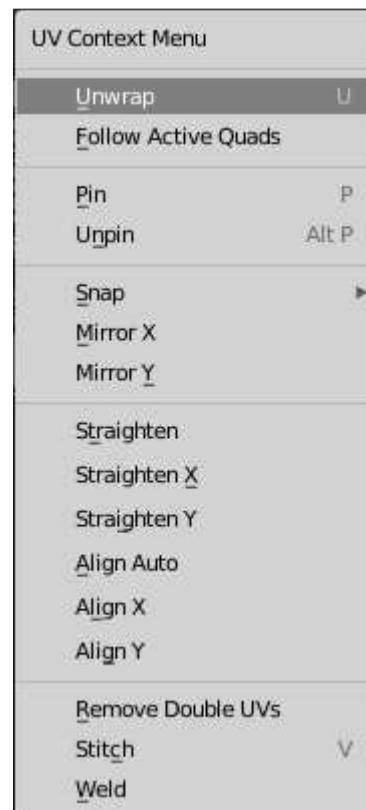 UV Context Menu
Unwrap U
Follow Active Quads
Pin P
Unpin Alt P
Snap
Mirror X
Mirror Y
Straighten
Straighten X
Straighten Y
Align Auto
Align X
Align Y
Remove Double UVs
Stitch V
Weld